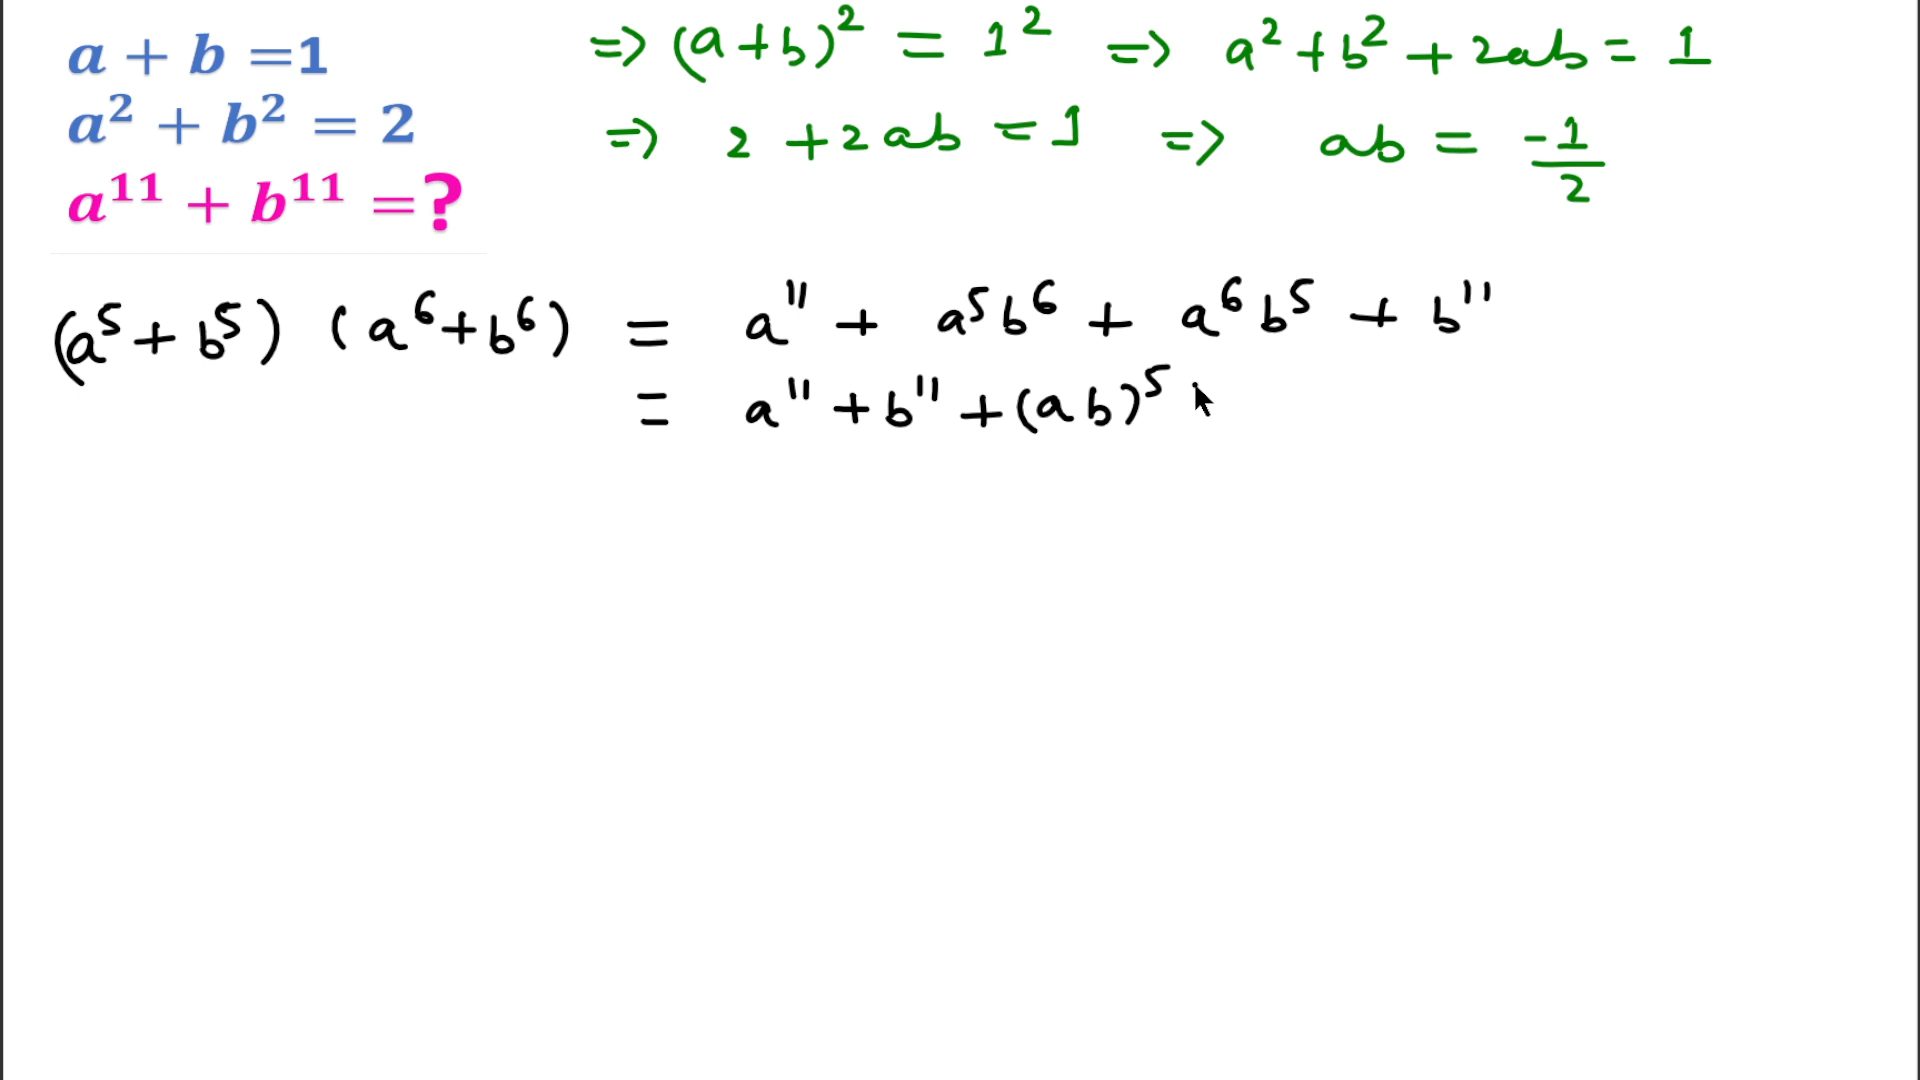 a + b =1
a² + b² = 2
a¹¹ + b¹¹ =?
=> (a+b)² = 1² => a² + b² + 2ab = 1
=> 2 + 2ab = 1 => ab = -1/2
(a⁵ + b⁵) (a⁶ + b⁶) = a¹¹ + a⁵b⁶ + a⁶b⁵ + b¹¹
= a¹¹ + b¹¹ + (ab)⁵